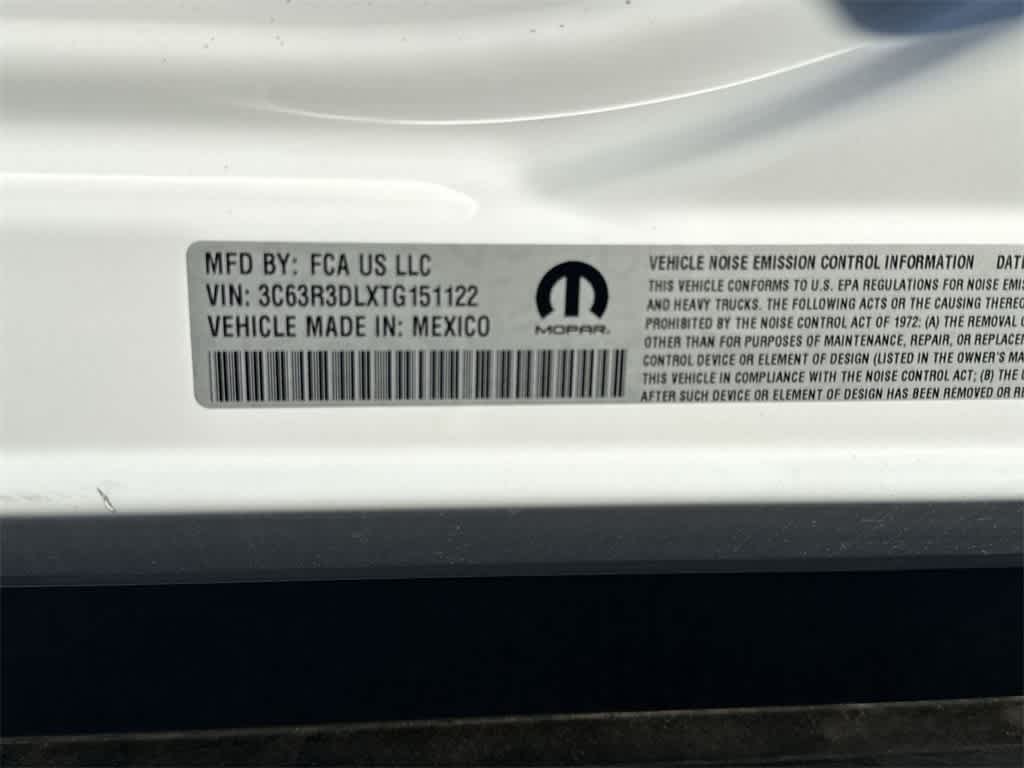 MFD BY: FCA US LLC
VIN: 3C63R3DLXTG151122
VEHICLE MADE IN: MEXICO
MOPAR.
VEHICLE NOISE EMISSION CONTROL INFORMATION DATE
THIS VEHICLE CONFORMS TO U.S. EPA REGULATIONS FOR NOISE
AND HEAVY TRUCKS. THE FOLLOWING ACTS OR THE CAUSING
PROHIBITED BY THE NOISE CONTROL ACT OF 1972: (A) THE REMOVAL
OTHER THAN FOR PURPOSES OF MAINTENANCE, REPAIR, OR
CONTROL DEVICE OR ELEMENT OF DESIGN (LISTED IN THE OWNER'S
THIS VEHICLE IN COMPLIANCE WITH THE NOISE CONTROL ACT; (B) THE
AFTER SUCH DEVICE OR ELEMENT OF DESIGN HAS BEEN REMOVED OR